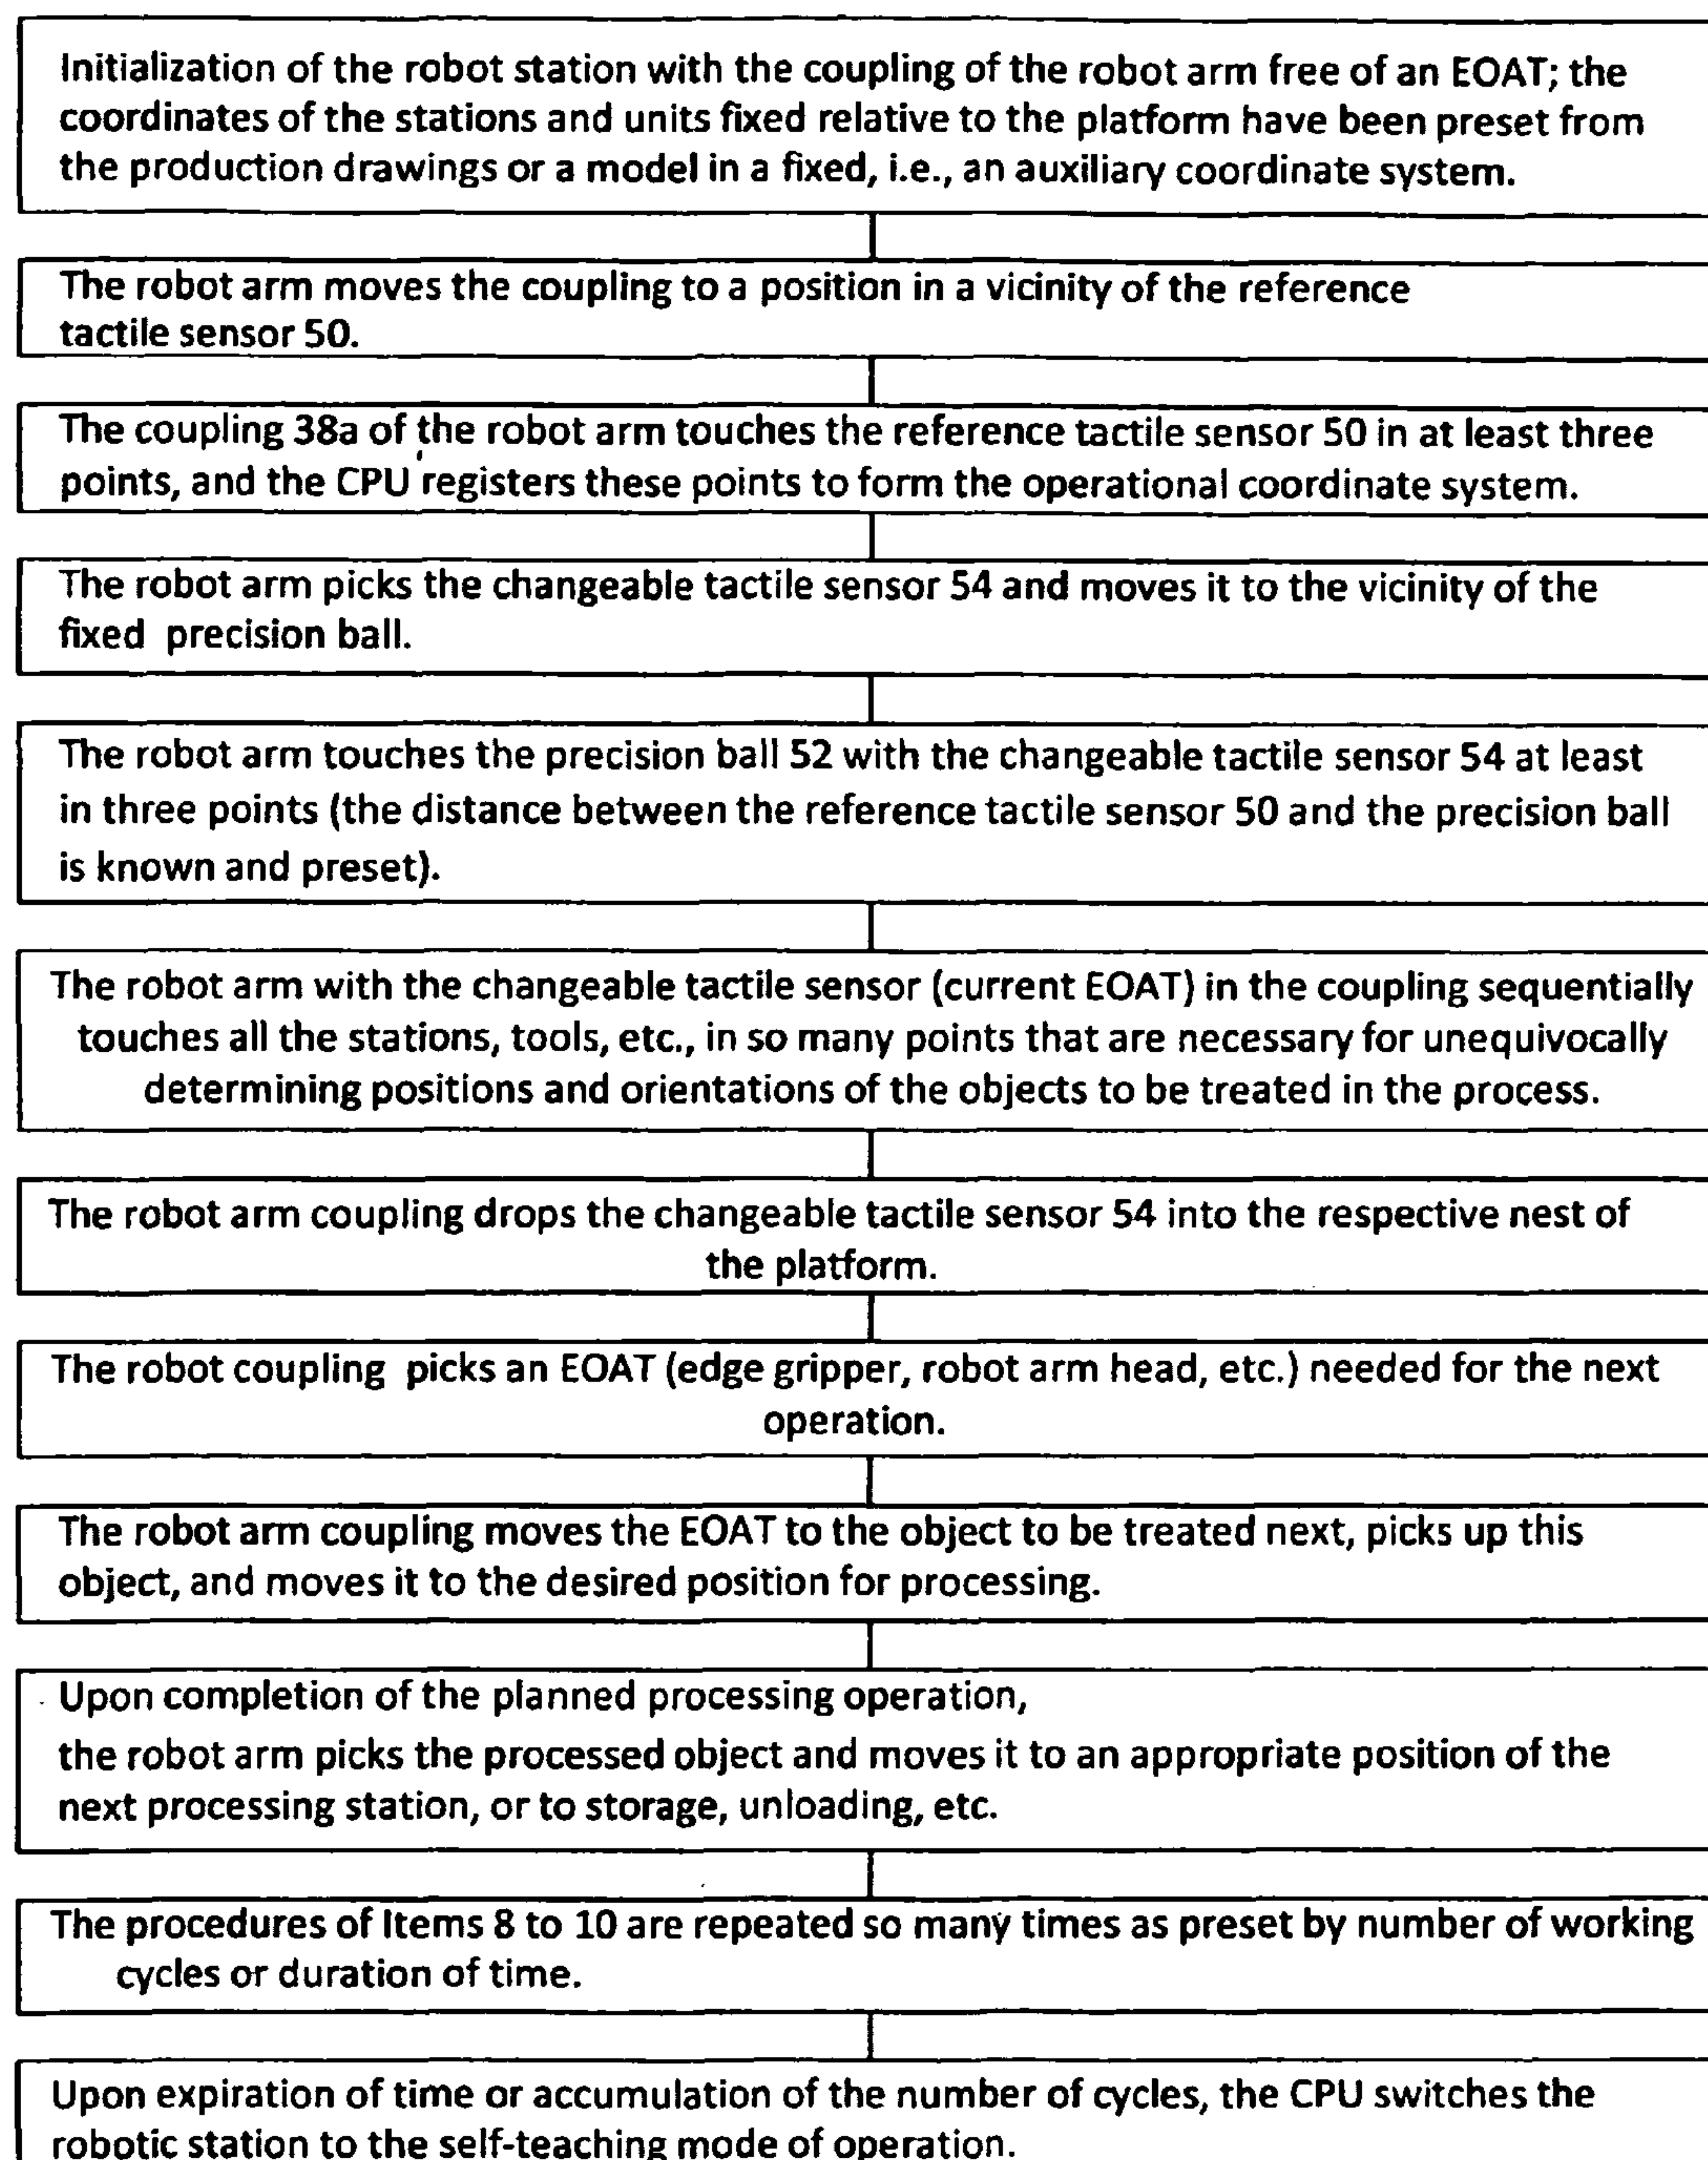 Initialization of the robot station with the coupling of the robot arm free of an EOAT; the
coordinates of the stations and units fixed relative to the platform have been preset from
the production drawings or a model in a fixed, i.e., an auxiliary coordinate system.
The robot arm moves the coupling to a position in a vicinity of the reference
tactile sensor 50.
The coupling 38a of the robot arm touches the reference tactile sensor 50 in at least three
points, and the CPU registers these points to form the operational coordinate system.
The robot arm picks the changeable tactile sensor 54 and moves it to the vicinity of the
fixed precision ball.
The robot arm touches the precision ball 52 with the changeable tactile sensor 54 at least
in three points (the distance between the reference tactile sensor 50 and the precision ball
is known and preset).
The robot arm with the changeable tactile sensor (current EOAT) in the coupling sequentially
touches all the stations, tools, etc., in so many points that are necessary for unequivocally
determining positions and orientations of the objects to be treated in the process.
The robot arm coupling drops the changeable tactile sensor 54 into the respective nest of
the platform.
The robot coupling picks an EOAT (edge gripper, robot arm head, etc.) needed for the next
operation.
The robot arm coupling moves the EOAT to the object to be treated next, picks up this
object, and moves it to the desired position for processing.
Upon completion of the planned processing operation,
the robot arm picks the processed object and moves it to an appropriate position of the
next processing station, or to storage, unloading, etc.
The procedures of Items 8 to 10 are repeated so many times as preset by number of working
cycles or duration of time.
Upon expiration of time or accumulation of the number of cycles, the CPU switches the
robotic station to the self-teaching mode of operation.